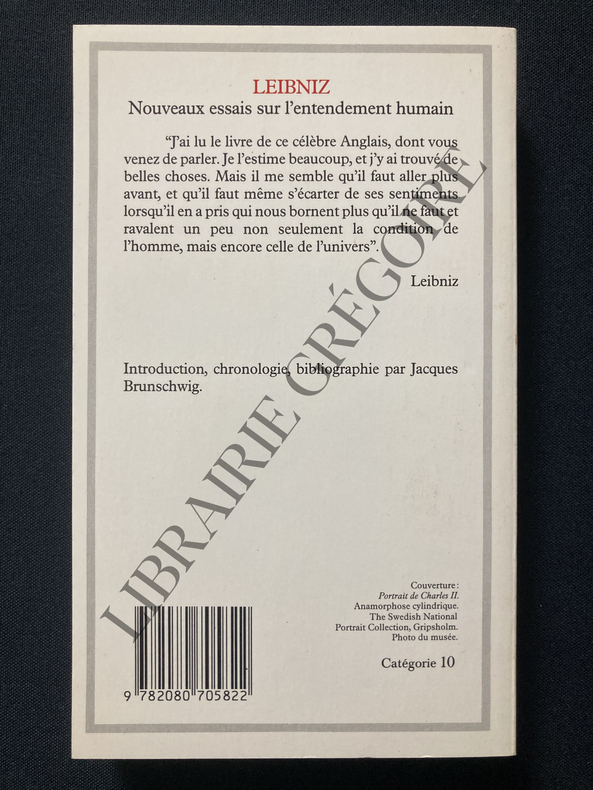 LEIBNIZ
Nouveaux essais sur l'entendement humain
"J'ai lu le livre de ce célèbre Anglais, dont vous
venez de parler. Je l'estime beaucoup, et j'y ai trouvé de
belles choses. Mais il me semble qu'il faut aller plus
avant, et qu'il faut même s'écarter de ses sentiments
lorsqu'il en a pris qui nous bornent plus qu'il ne faut et
ravalent un peu non seulement la condition de
l'homme, mais encore celle de l'univers".
Leibniz
Introduction, chronologie, bibliographie par Jacques
Brunschwig.
LIBRAIRIE GRÉGOIRE
Couverture :
Portrait de Charles II.
Anamorphose cylindrique.
The Swedish National
Portrait Collection, Gripsholm.
Photo du musée.
Catégorie 10
9 782080 705822